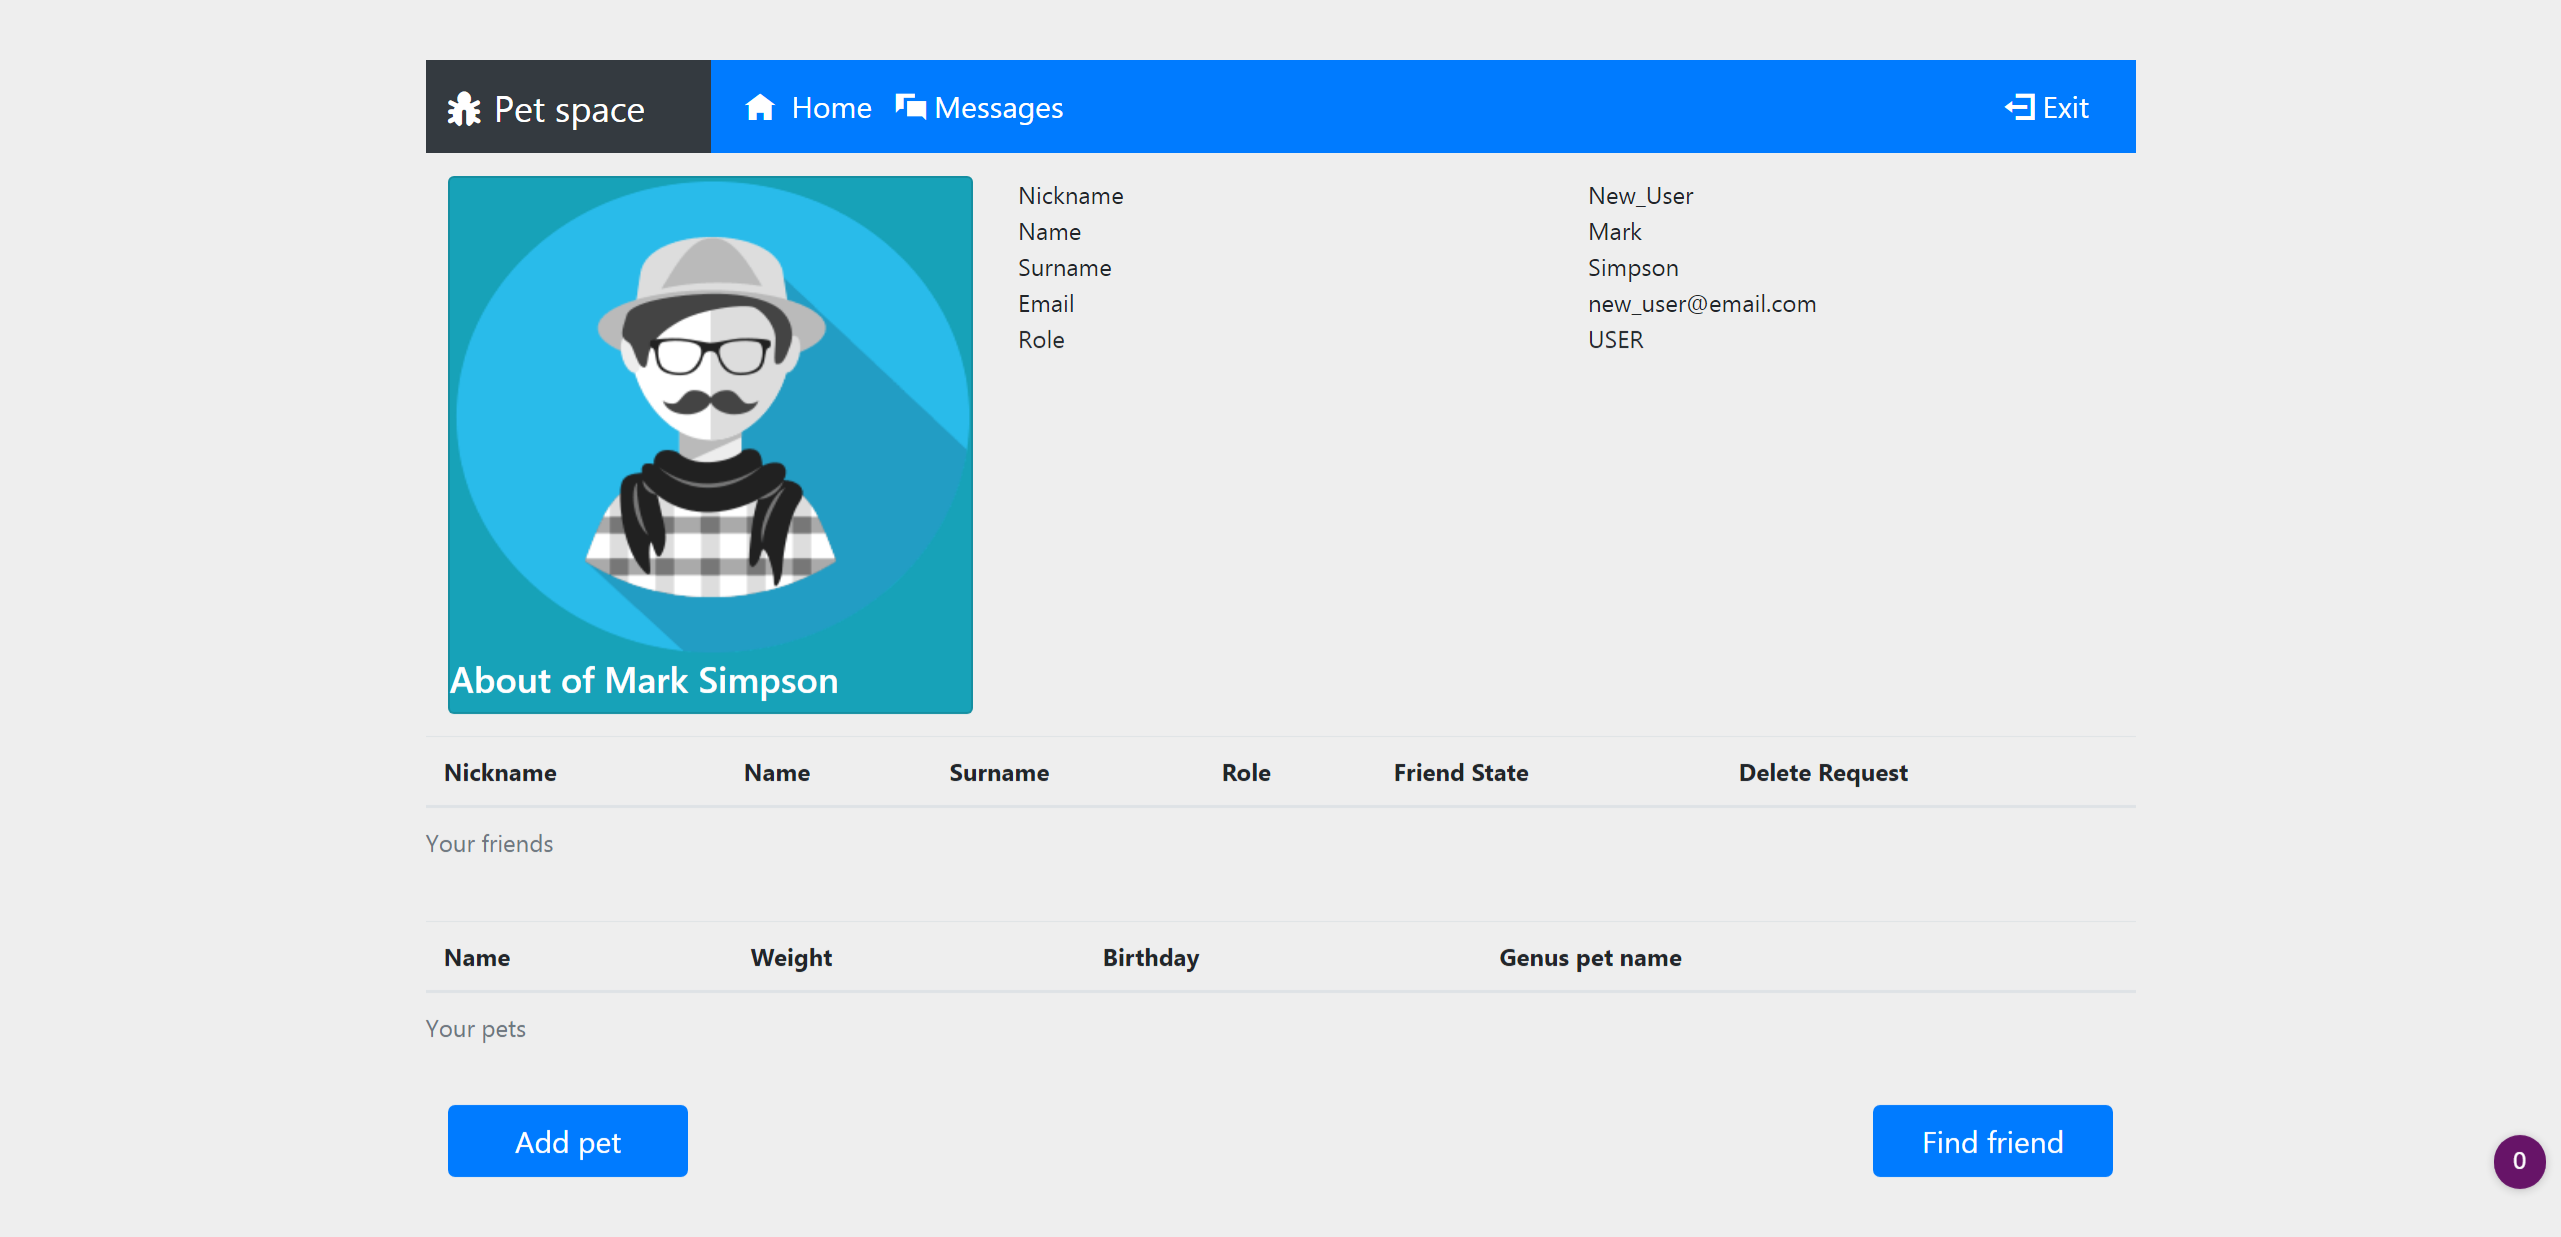 Pet space Home Messages Exit
Nickname New_User
Name Mark
Surname Simpson
Email new_user@email.com
Role USER
About of Mark Simpson
Nickname Name Surname Role Friend State Delete Request
Your friends
Name Weight Birthday Genus pet name
Your pets
Add pet Find friend
0